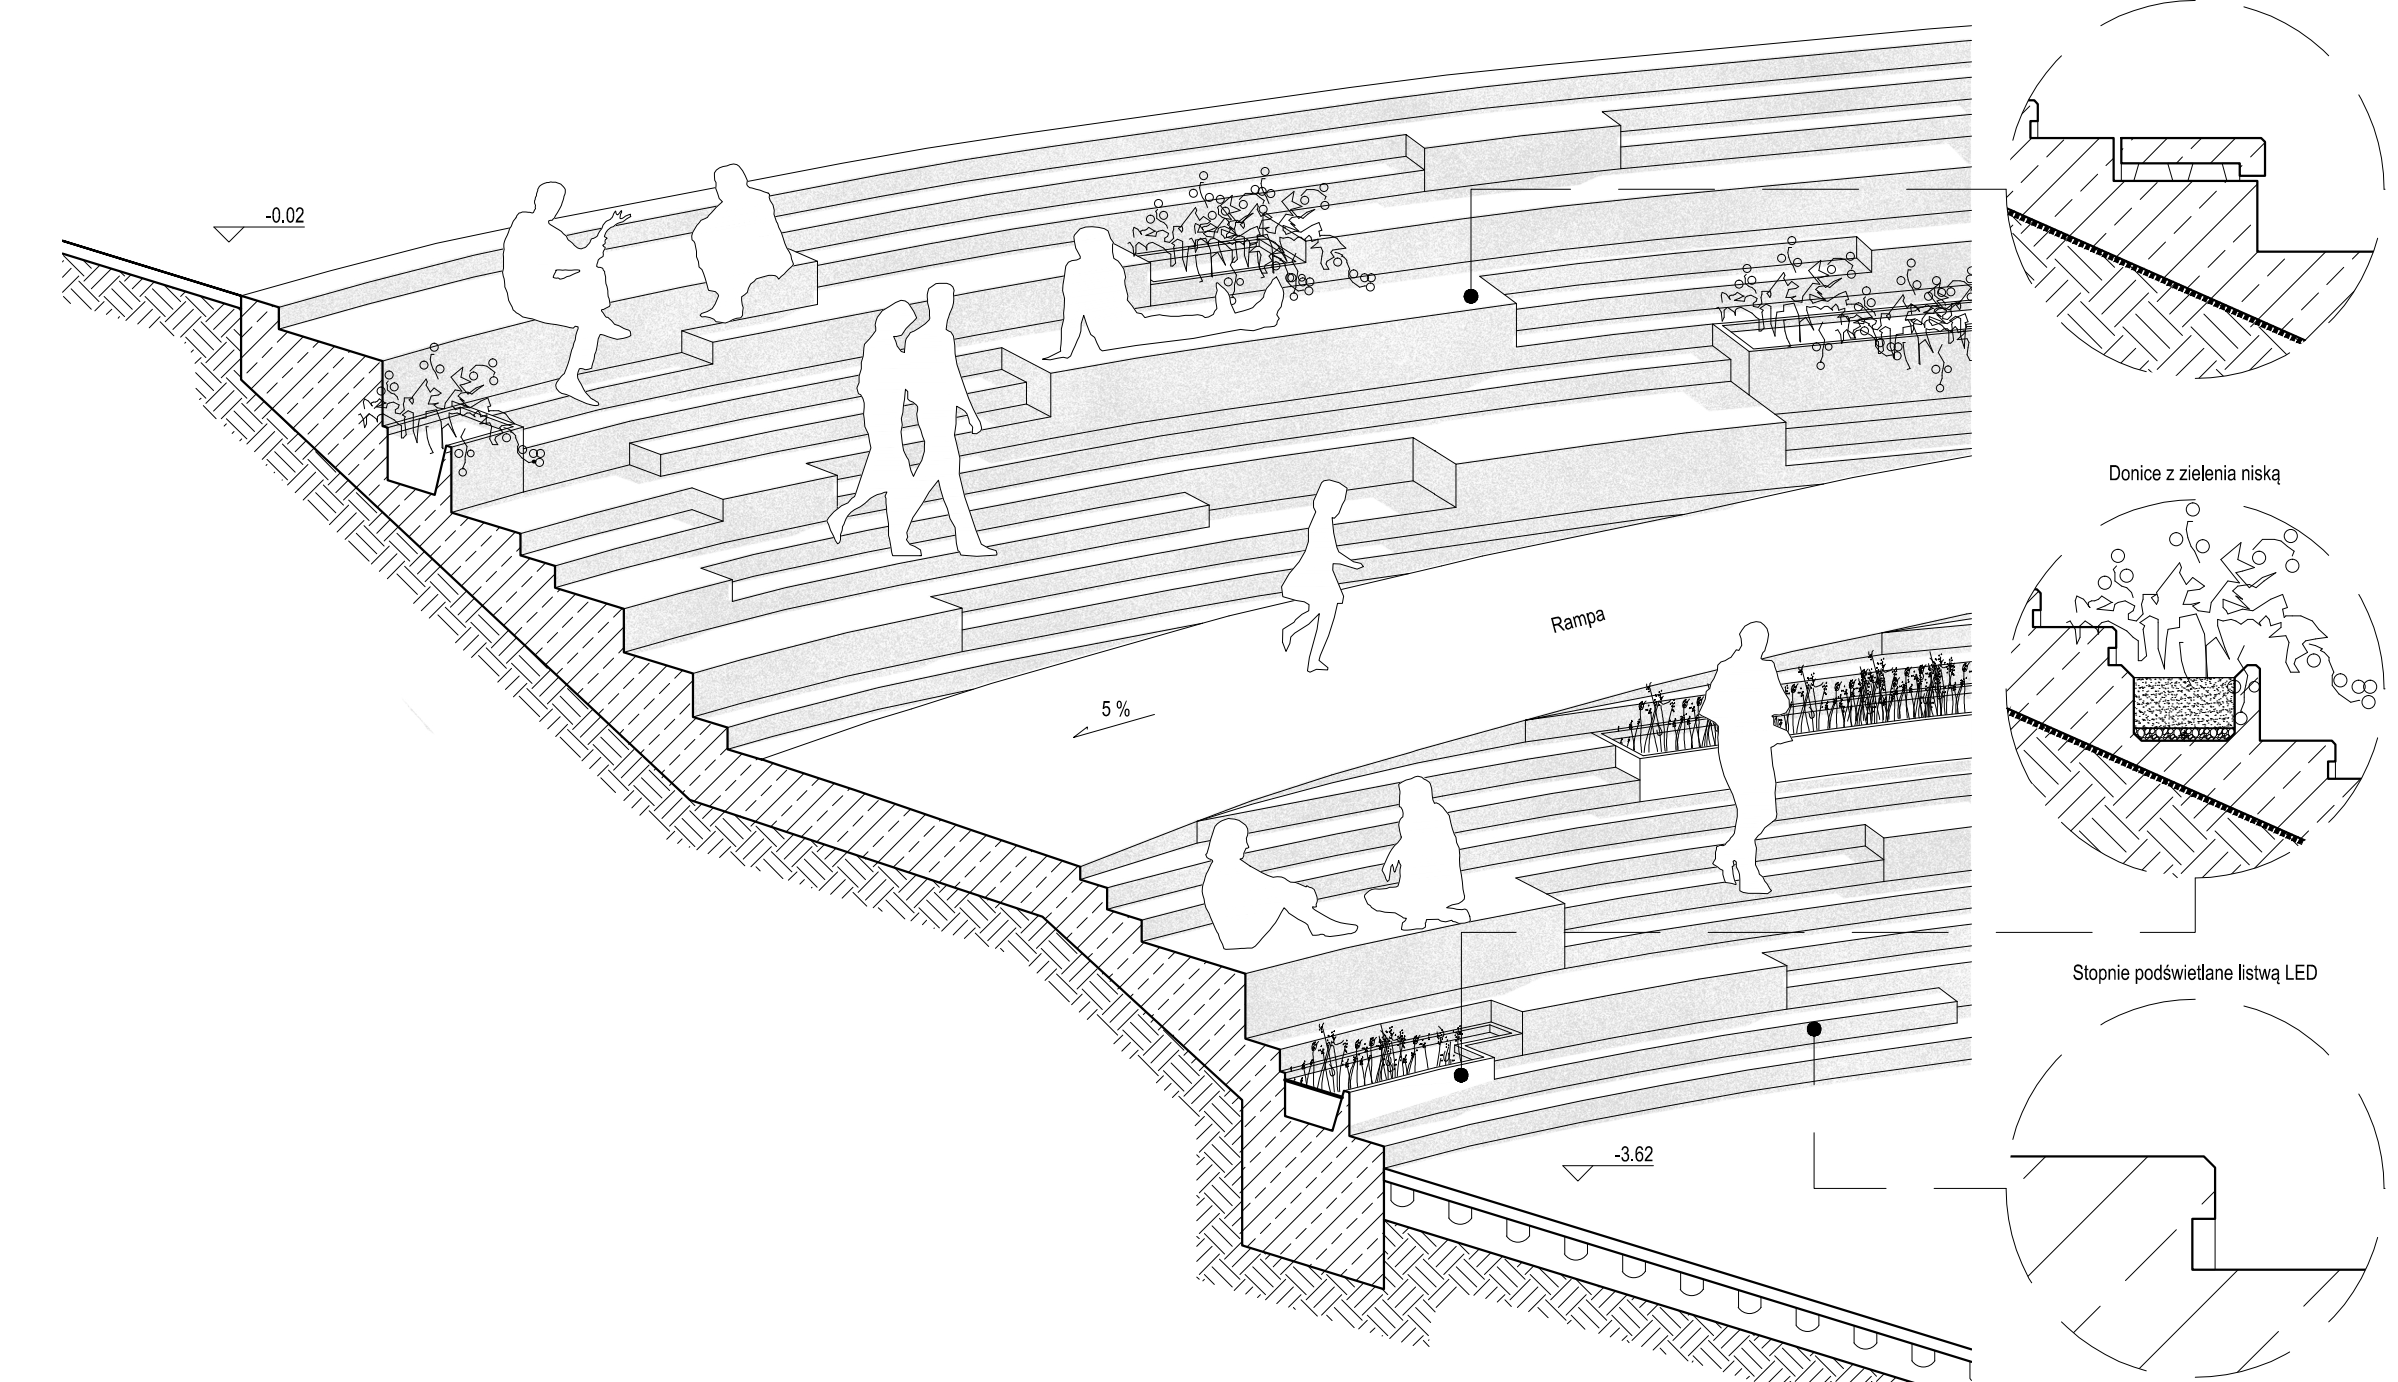 -0.02
Donice z zielenia niską
Rampa
5 %
Stopnie podświetlane listwą LED
-3.62